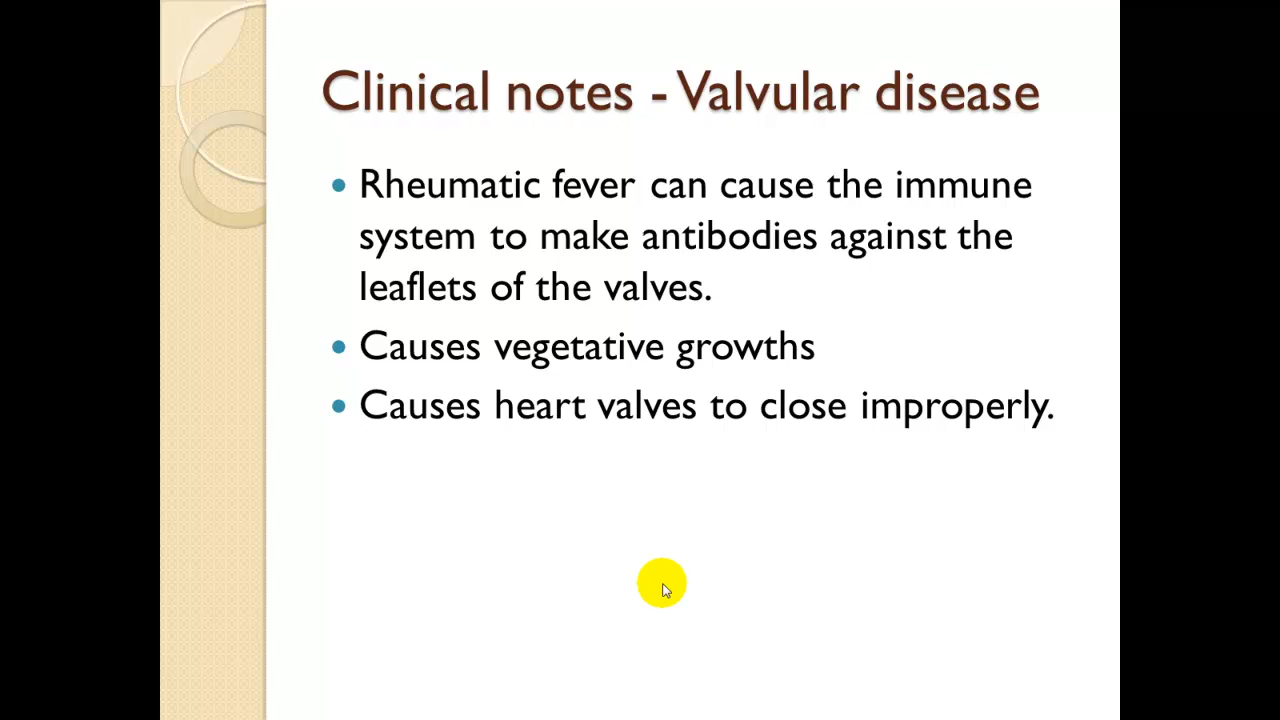 Clinical notes - Valvular disease
• Rheumatic fever can cause the immune
system to make antibodies against the
leaflets of the valves.
• Causes vegetative growths
• Causes heart valves to close improperly.